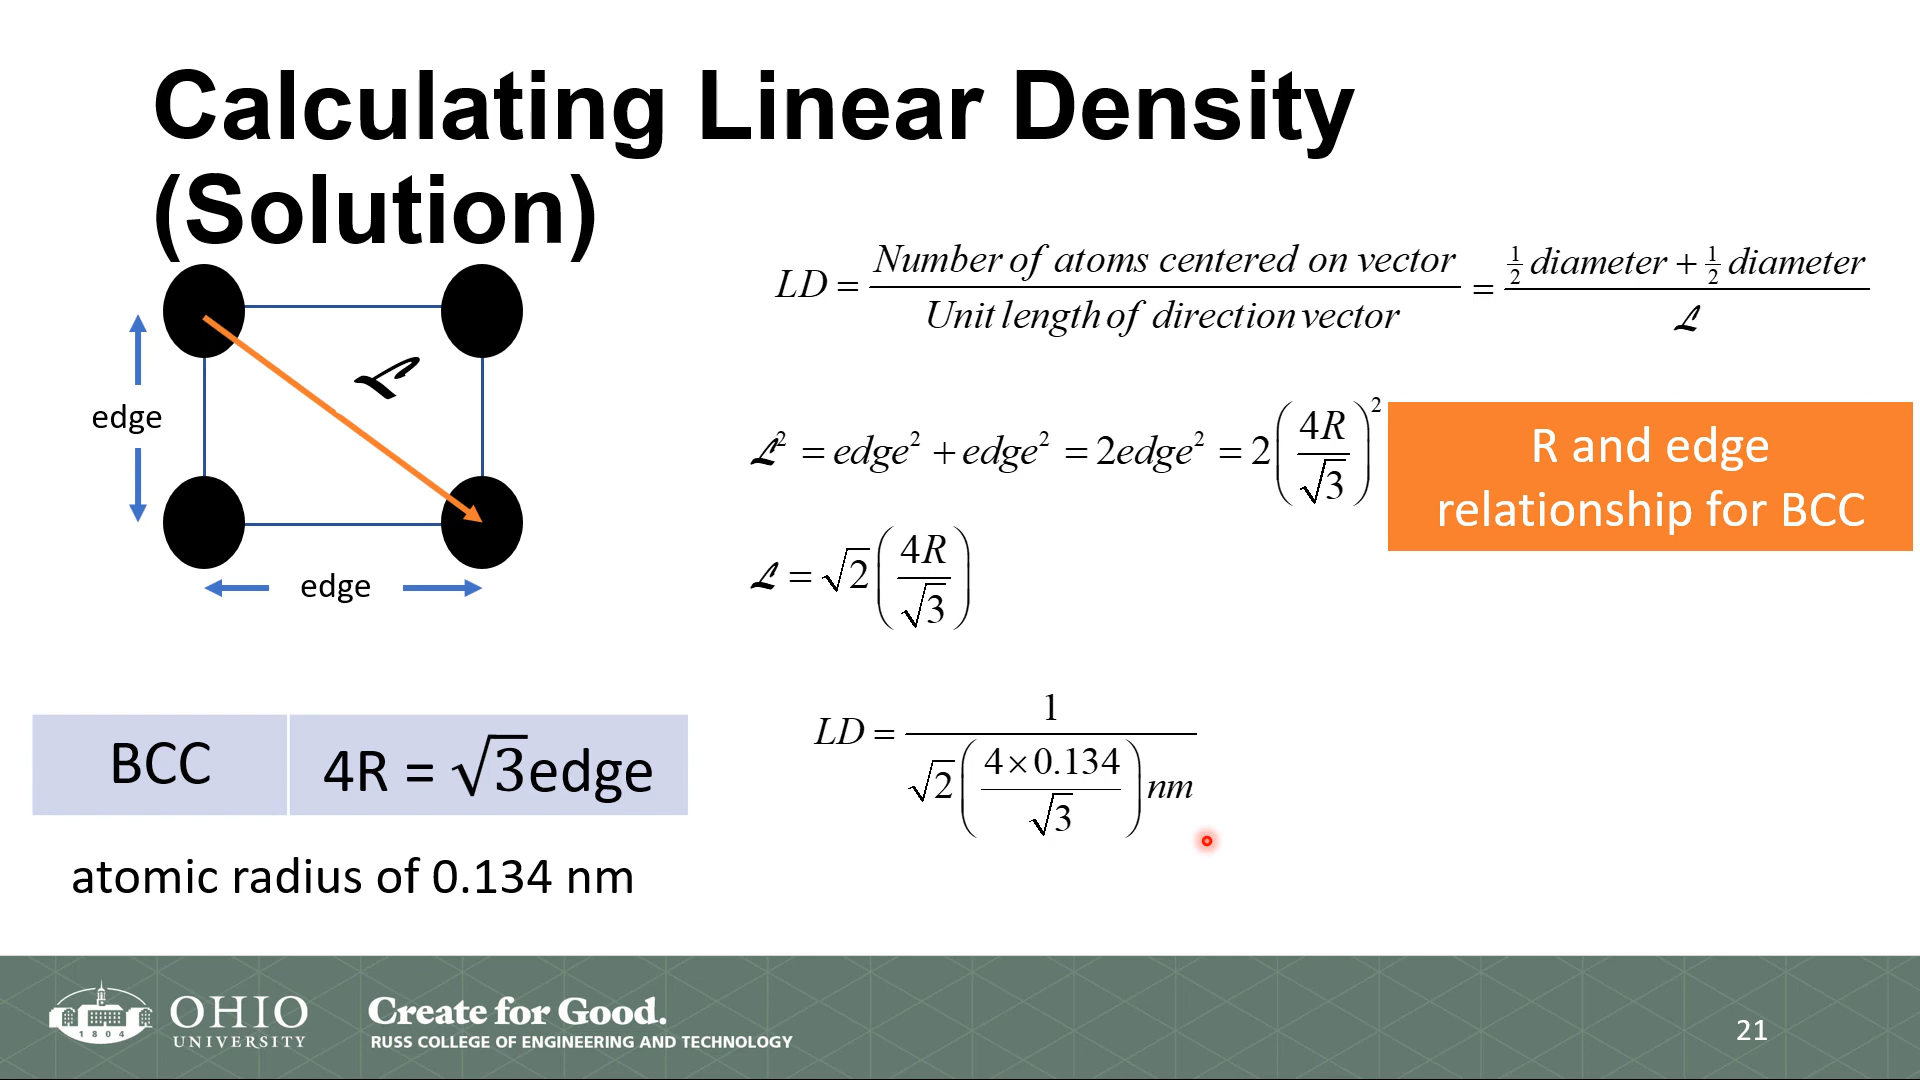 Calculating Linear Density
(Solution)
LD = Number of atoms centered on vector / Unit length of direction vector = ½ diameter + ½ diameter / ℒ
ℒ
edge
edge
ℒ² = edge² + edge² = 2edge² = 2(4R/√3)²
R and edge
relationship for BCC
ℒ = √2(4R/√3)
BCC 4R = √3edge
LD = 1 / √2(4×0.134/√3) nm
atomic radius of 0.134 nm
1804
OHIO
UNIVERSITY
Create for Good.
RUSS COLLEGE OF ENGINEERING AND TECHNOLOGY
21